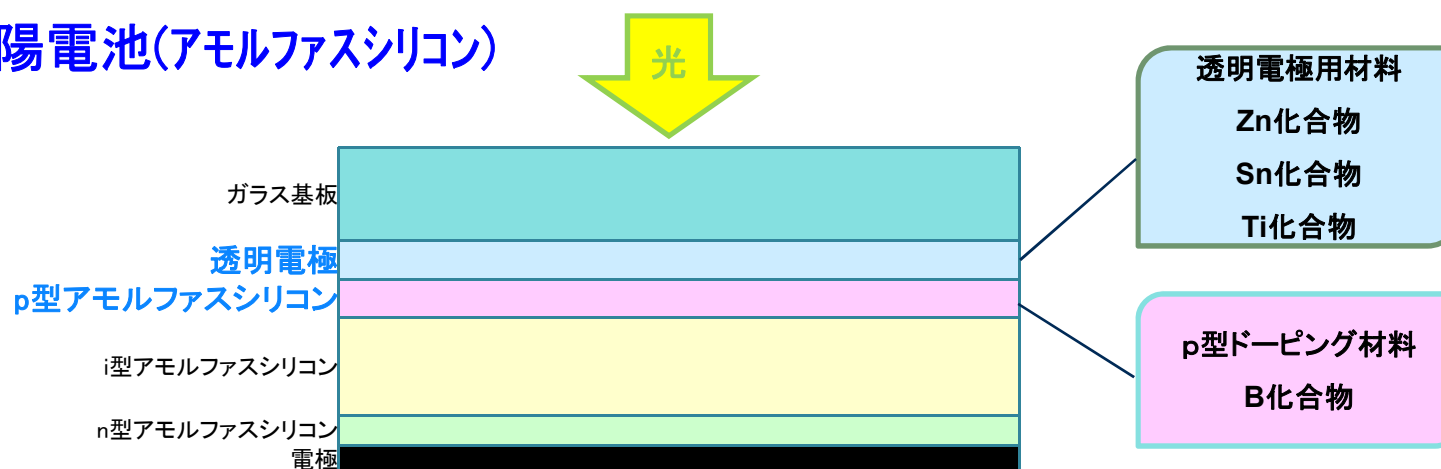 陽電池(アモルファスシリコン)
光
ガラス基板
透明電極
p型アモルファスシリコン
i型アモルファスシリコン
n型アモルファスシリコン
電極
透明電極用材料
Zn化合物
Sn化合物
Ti化合物
p型ドーピング材料
B化合物